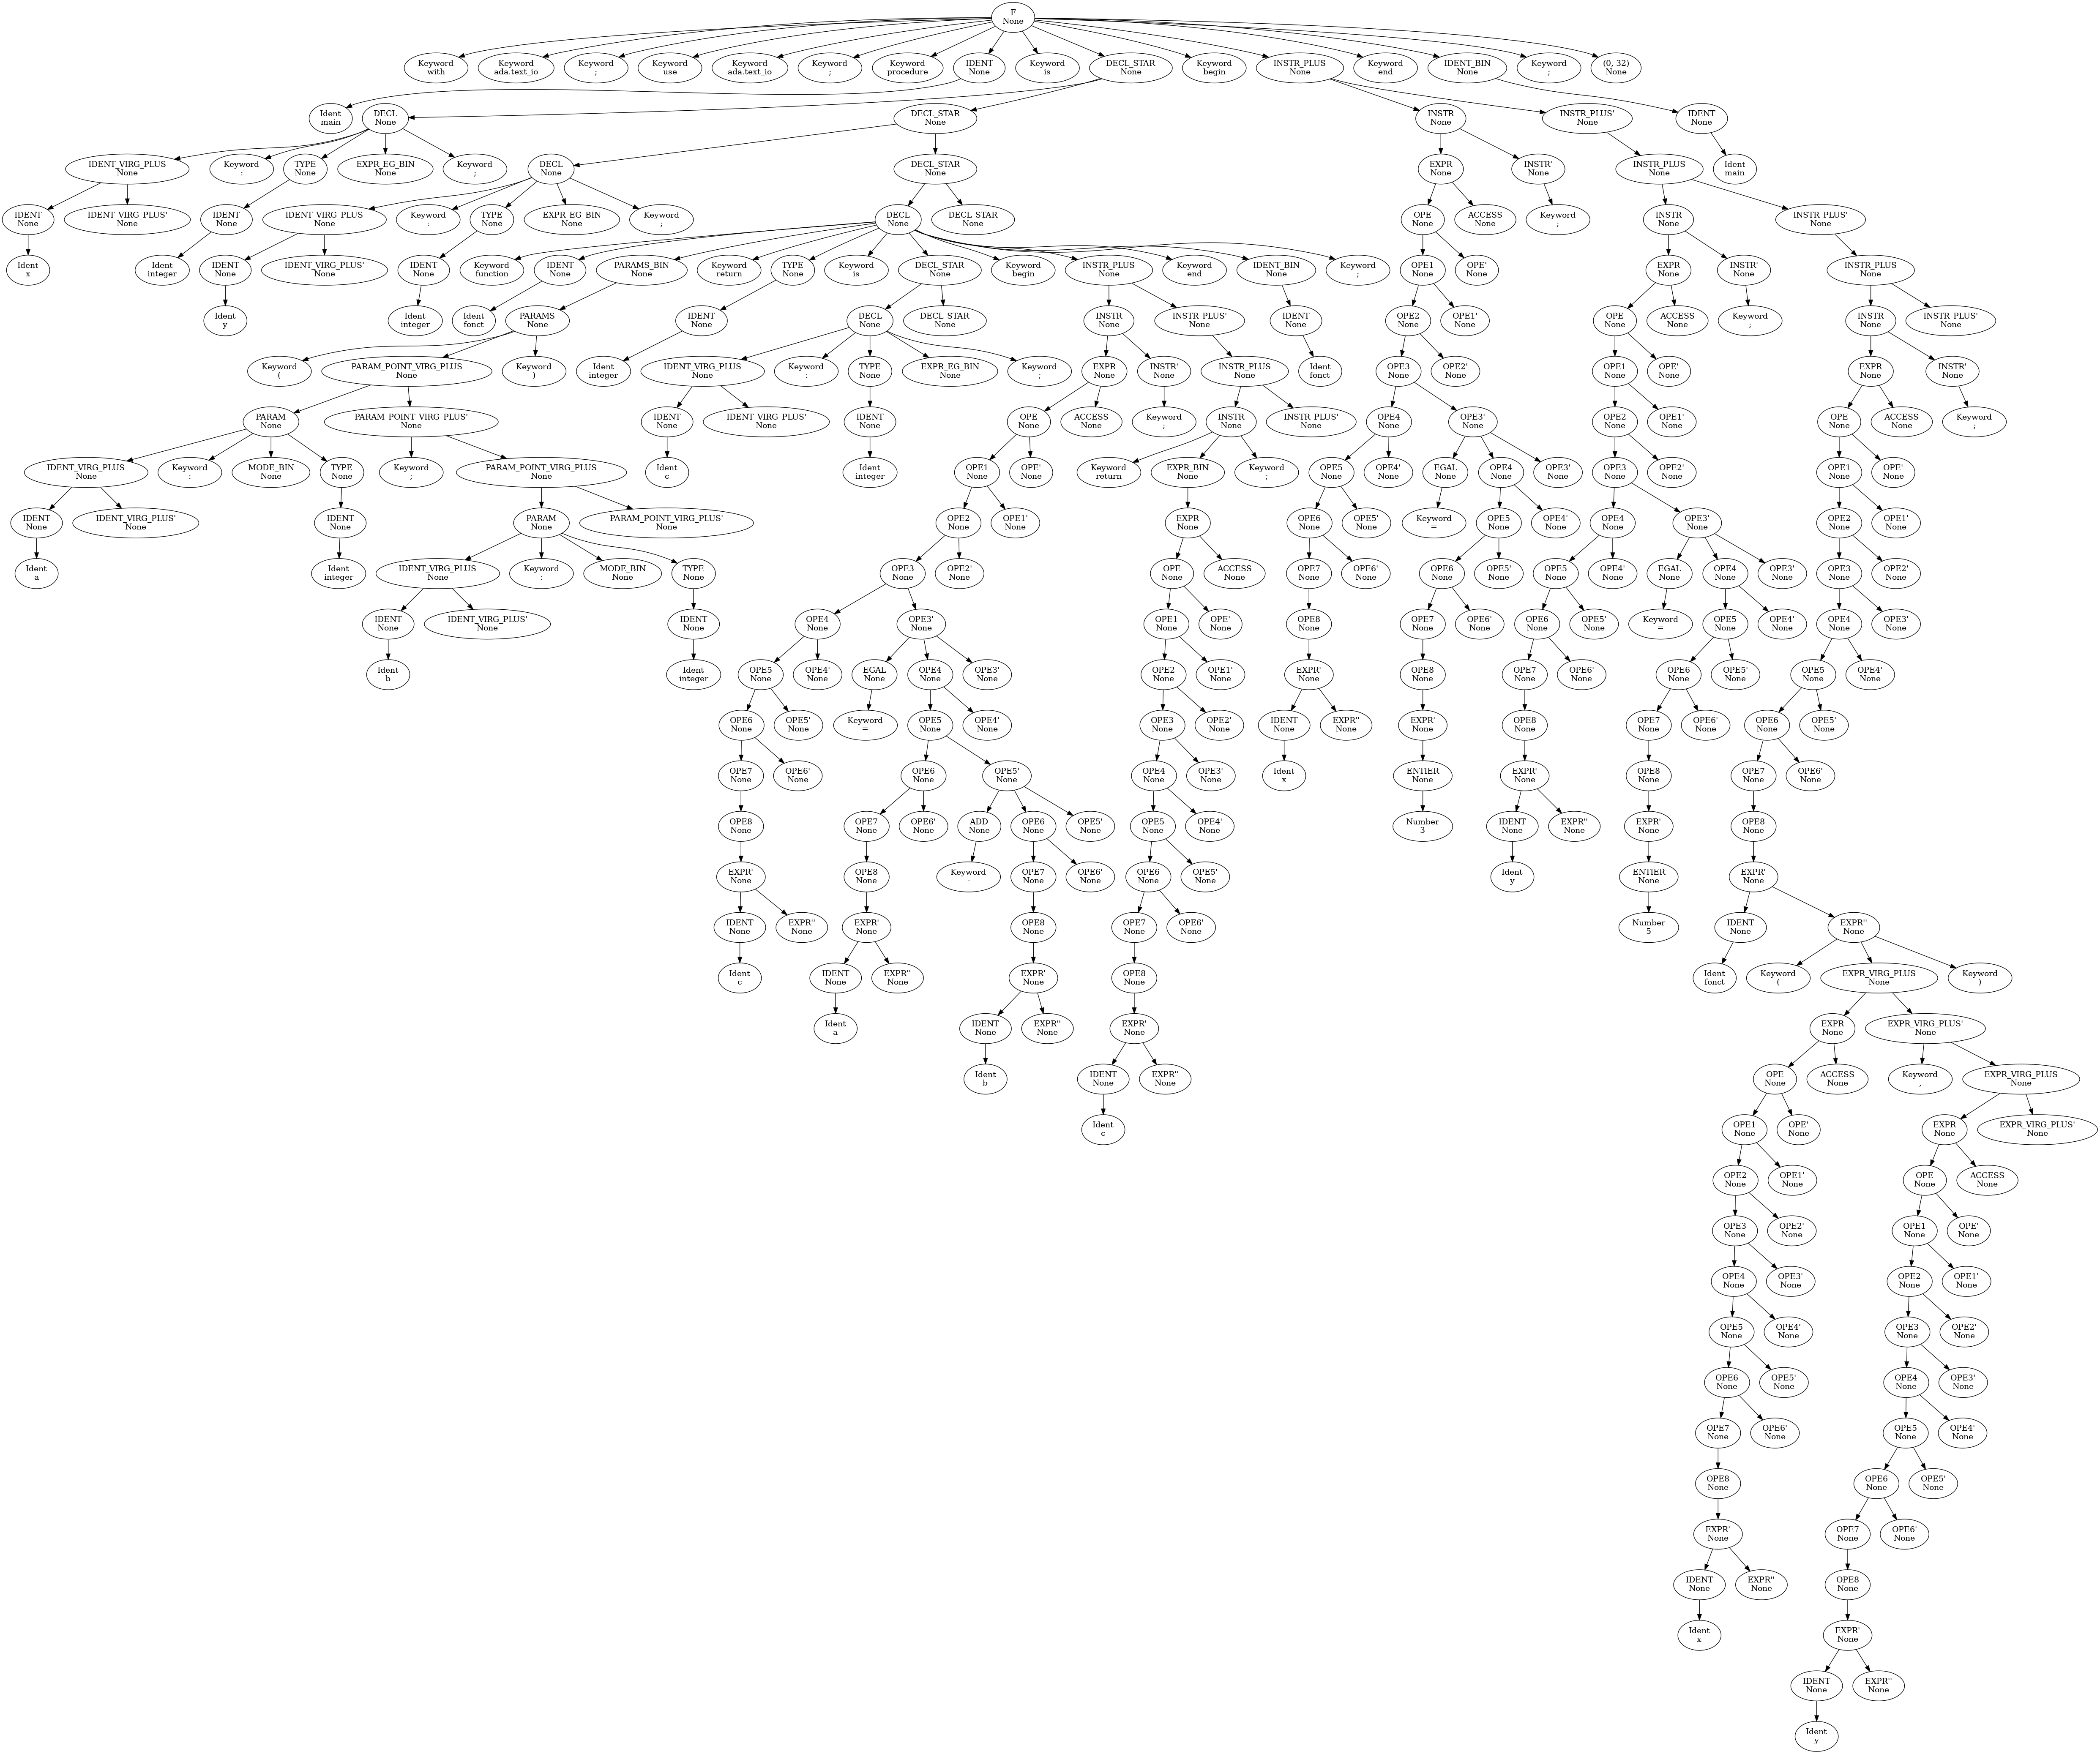 F
None
Keyword Keyword Keyword Keyword Keyword Keyword Keyword IDENT Keyword DECL_STAR Keyword INSTR_PLUS Keyword IDENT_BIN Keyword (0, 32)
with ada.text_io ; use ada.text_io ; procedure None is None begin None end None ; None
Ident DECL DECL_STAR INSTR INSTR_PLUS' IDENT
main None None None None None
IDENT_VIRG_PLUS Keyword TYPE EXPR_EG_BIN Keyword DECL DECL_STAR EXPR INSTR' INSTR_PLUS Ident
None : None None ; None None None None None main
IDENT IDENT_VIRG_PLUS' IDENT IDENT_VIRG_PLUS Keyword TYPE EXPR_EG_BIN Keyword DECL DECL_STAR OPE ACCESS Keyword INSTR INSTR_PLUS'
None None None None : None None ; None None None None ; None None
Ident Ident IDENT IDENT_VIRG_PLUS' IDENT Keyword IDENT PARAMS_BIN Keyword TYPE Keyword DECL_STAR Keyword INSTR_PLUS Keyword IDENT_BIN Keyword OPE1 OPE' EXPR INSTR' INSTR_PLUS
x integer None None None function None None return None is None begin None end None ; None None None None None
Ident Ident Ident PARAMS IDENT DECL DECL_STAR INSTR INSTR_PLUS' IDENT OPE2 OPE1' OPE ACCESS Keyword INSTR INSTR_PLUS'
y integer fonct None None None None None None None None None None None ; None None
Keyword PARAM_POINT_VIRG_PLUS Keyword Ident IDENT_VIRG_PLUS Keyword TYPE EXPR_EG_BIN Keyword EXPR INSTR' INSTR_PLUS Ident OPE3 OPE2' OPE1 OPE' EXPR INSTR'
( None ) integer None : None None ; None None None fonct None None None None None None
PARAM PARAM_POINT_VIRG_PLUS' IDENT IDENT_VIRG_PLUS' IDENT OPE ACCESS Keyword INSTR INSTR_PLUS' OPE4 OPE3' OPE2 OPE1' OPE ACCESS Keyword
None None None None None None None ; None None None None None None None None ;
IDENT_VIRG_PLUS Keyword MODE_BIN TYPE Keyword PARAM_POINT_VIRG_PLUS Ident Ident OPE1 OPE' Keyword EXPR_BIN Keyword OPE5 OPE4' EGAL OPE4 OPE3' OPE3 OPE2' OPE1 OPE'
None : None None ; None c integer None None return None ; None None None None None None None None None
IDENT IDENT_VIRG_PLUS' IDENT PARAM PARAM_POINT_VIRG_PLUS' OPE2 OPE1' EXPR OPE6 OPE5' Keyword OPE5 OPE4' OPE4 OPE3' OPE2 OPE1'
None None None None None None None None None None = None None None None None None
Ident Ident IDENT_VIRG_PLUS Keyword MODE_BIN TYPE OPE3 OPE2' OPE ACCESS OPE7 OPE6' OPE6 OPE5' OPE5 OPE4' EGAL OPE4 OPE3' OPE3 OPE2'
a integer None : None None None None None None None None None None None None None None None None None
IDENT IDENT_VIRG_PLUS' IDENT OPE4 OPE3' OPE1 OPE' OPE8 OPE7 OPE6' OPE6 OPE5' Keyword OPE5 OPE4' OPE4 OPE3'
None None None None None None None None None None None None = None None None None
Ident Ident OPE5 OPE4' EGAL OPE4 OPE3' OPE2 OPE1' EXPR' OPE8 OPE7 OPE6' OPE6 OPE5' OPE5 OPE4'
b integer None None None None None None None None None None None None None None None
OPE6 OPE5' Keyword OPE5 OPE4' OPE3 OPE2' IDENT EXPR'' EXPR' OPE8 OPE7 OPE6' OPE6 OPE5'
None None = None None None None None None None None None None None None
OPE7 OPE6' OPE6 OPE5' OPE4 OPE3' Ident ENTIER EXPR' OPE8 OPE7 OPE6'
None None None None None None x None None None None None
OPE8 OPE7 OPE6' ADD OPE6 OPE5' OPE5 OPE4' Number IDENT EXPR'' EXPR' OPE8
None None None None None None None None 3 None None None None
EXPR' OPE8 Keyword OPE7 OPE6' OPE6 OPE5' Ident ENTIER EXPR'
None None - None None None None y None None
IDENT EXPR'' EXPR' OPE8 OPE7 OPE6' Number IDENT EXPR''
None None None None None None 5 None None
Ident IDENT EXPR'' EXPR' OPE8 Ident Keyword EXPR_VIRG_PLUS Keyword
c None None None None fonct ( None )
Ident IDENT EXPR'' EXPR' EXPR EXPR_VIRG_PLUS'
a None None None None None
Ident IDENT EXPR'' OPE ACCESS Keyword EXPR_VIRG_PLUS
b None None None None , None
Ident OPE1 OPE' EXPR EXPR_VIRG_PLUS'
c None None None None
OPE2 OPE1' OPE ACCESS
None None None None
OPE3 OPE2' OPE1 OPE'
None None None None
OPE4 OPE3' OPE2 OPE1'
None None None None
OPE5 OPE4' OPE3 OPE2'
None None None None
OPE6 OPE5' OPE4 OPE3'
None None None None
OPE7 OPE6' OPE5 OPE4'
None None None None
OPE8 OPE6 OPE5'
None None None
EXPR' OPE7 OPE6'
None None None
IDENT EXPR'' OPE8
None None None
Ident EXPR'
x None
IDENT EXPR''
None None
Ident
y